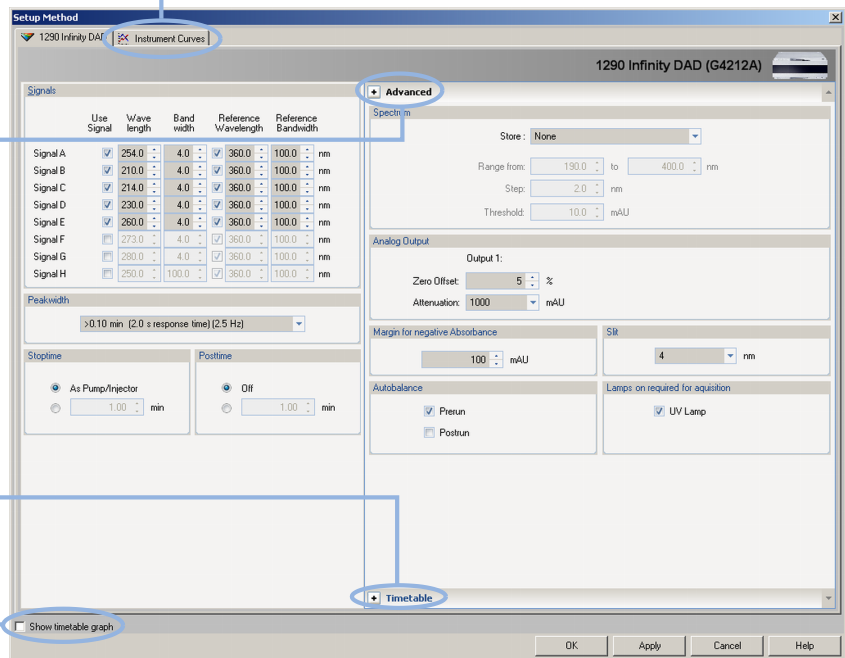 Setup Method
1290 Infinity DAD
Instrument Curves
1290 Infinity DAD (G4212A)
Signals
Use Signal Wave length Band width Reference Wavelength Reference Bandwidth
Signal A 254.0 4.0 360.0 100.0 nm
Signal B 210.0 4.0 360.0 100.0 nm
Signal C 214.0 4.0 360.0 100.0 nm
Signal D 230.0 4.0 360.0 100.0 nm
Signal E 260.0 4.0 360.0 100.0 nm
Signal F 273.0 4.0 360.0 100.0 nm
Signal G 280.0 4.0 360.0 100.0 nm
Signal H 250.0 100.0 360.0 100.0 nm
Peakwidth
>0.10 min (2.0 s response time) (2.5 Hz)
Stoptime
As Pump/Injector
1.00 min
Posttime
Off
1.00 min
+ Advanced
Spectrum
Store : None
Range from: 190.0 to 400.0 nm
Step: 2.0 nm
Threshold: 10.0 mAU
Analog Output
Output 1:
Zero Offset: 5 %
Attenuation: 1000 mAU
Margin for negative Absorbance
100 mAU
Slit
4 nm
Autobalance
Prerun
Postrun
Lamps on required for aquisition
UV Lamp
+ Timetable
Show timetable graph
OK Apply Cancel Help